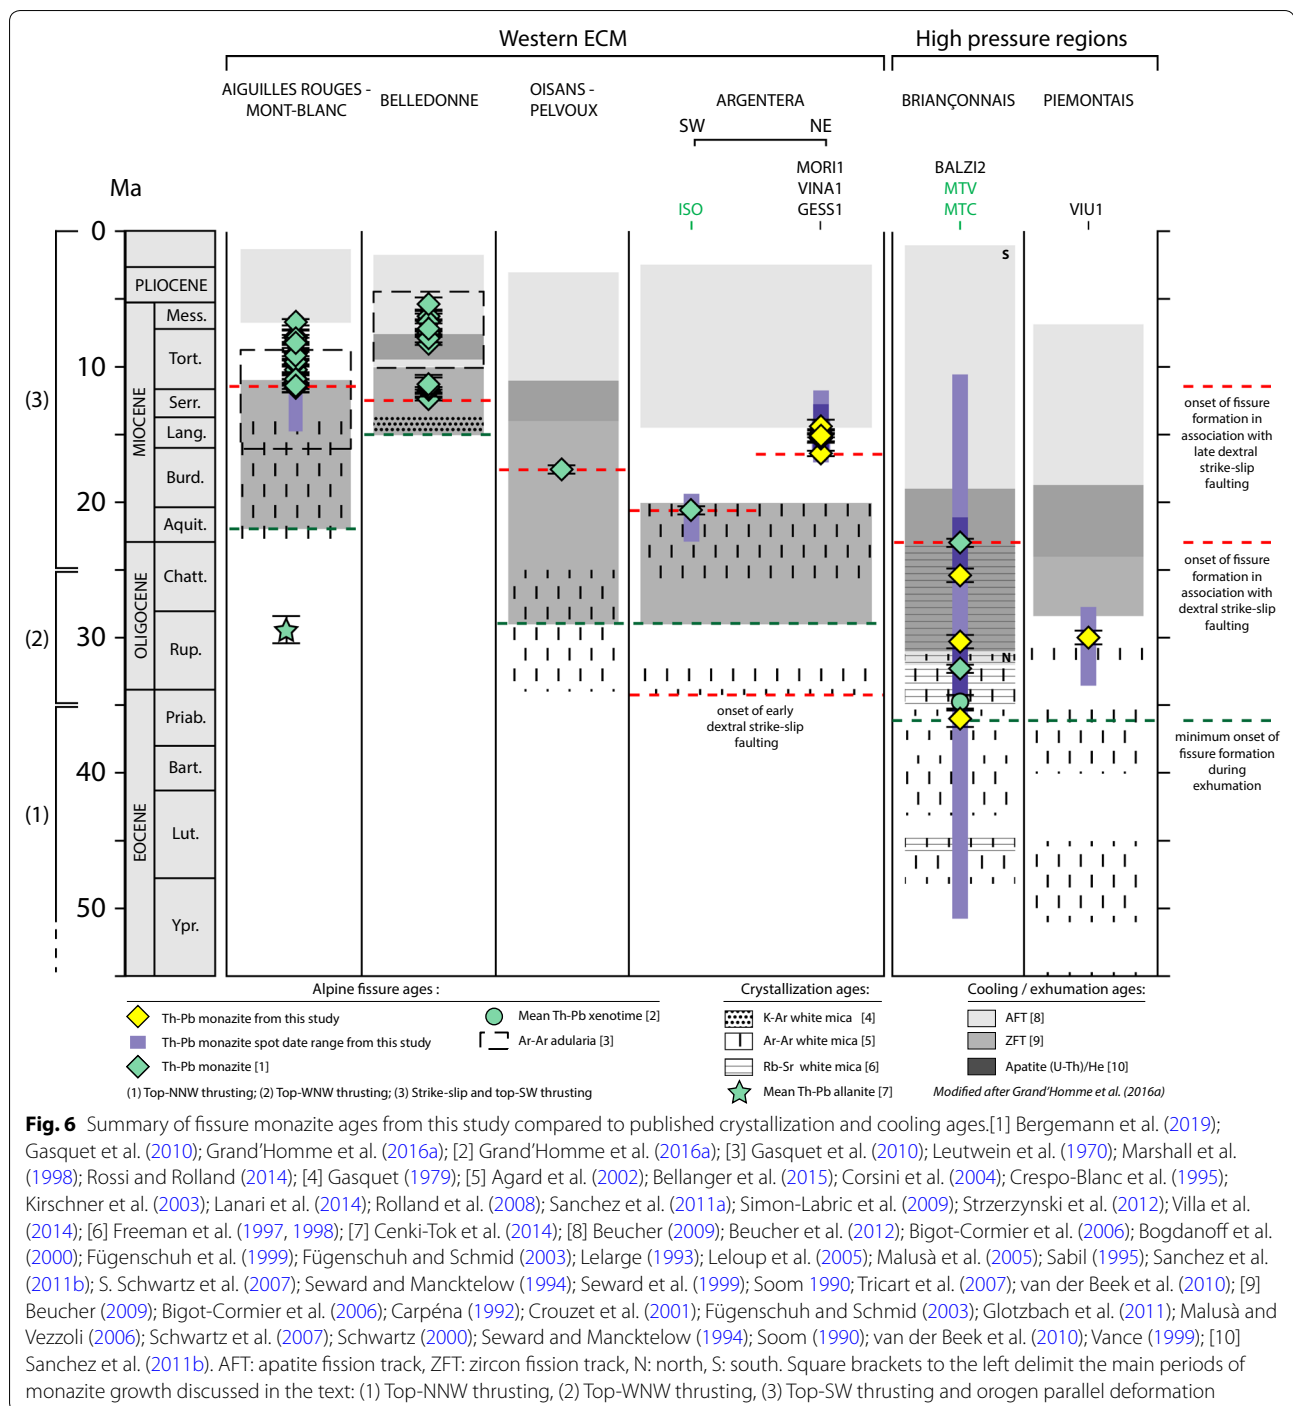 Western ECM
High pressure regions
AIGUILLES ROUGES -
MONT-BLANC
BELLEDONNE
OISANS -
PELVOUX
ARGENTERA
BRIANÇONNAIS
PIEMONTAIS
SW
NE
MORI1
VINA1
GESS1
ISO
BALZI2
MTV
MTC
VIU1
Ma
0
10
20
30
40
50
(3)
(2)
(1)
MIOCENE
OLIGOCENE
EOCENE
PLIOCENE
Mess.
Tort.
Serr.
Lang.
Burd.
Aquit.
Chatt.
Rup.
Priab.
Bart.
Lut.
Ypr.
S
N
onset of early
dextral strike-slip
faulting
onset of fissure
formation in
association with
late dextral
strike-slip
faulting
onset of fissure
formation in
association with
dextral strike-slip
faulting
minimum onset of
fissure formation
during
exhumation
Alpine fissure ages :
Th-Pb monazite from this study
Th-Pb monazite spot date range from this study
Th-Pb monazite [1]
Mean Th-Pb xenotime [2]
Ar-Ar adularia [3]
(1) Top-NNW thrusting; (2) Top-WNW thrusting; (3) Strike-slip and top-SW thrusting
Crystallization ages:
K-Ar white mica [4]
Ar-Ar white mica [5]
Rb-Sr white mica [6]
Mean Th-Pb allanite [7]
Cooling / exhumation ages:
AFT [8]
ZFT [9]
Apatite (U-Th)/He [10]
Modified after Grand'Homme et al. (2016a)
Fig. 6 Summary of fissure monazite ages from this study compared to published crystallization and cooling ages.[1] Bergemann et al. (2019);
Gasquet et al. (2010); Grand'Homme et al. (2016a); [2] Grand'Homme et al. (2016a); [3] Gasquet et al. (2010); Leutwein et al. (1970); Marshall et al.
(1998); Rossi and Rolland (2014); [4] Gasquet (1979); [5] Agard et al. (2002); Bellanger et al. (2015); Corsini et al. (2004); Crespo-Blanc et al. (1995);
Kirschner et al. (2003); Lanari et al. (2014); Rolland et al. (2008); Sanchez et al. (2011a); Simon-Labric et al. (2009); Strzerzynski et al. (2012); Villa et al.
(2014); [6] Freeman et al. (1997, 1998); [7] Cenki-Tok et al. (2014); [8] Beucher (2009); Beucher et al. (2012); Bigot-Cormier et al. (2006); Bogdanoff et al.
(2000); Fügenschuh et al. (1999); Fügenschuh and Schmid (2003); Lelarge (1993); Leloup et al. (2005); Malusà et al. (2005); Sabil (1995); Sanchez et al.
(2011b); S. Schwartz et al. (2007); Seward and Mancktelow (1994); Seward et al. (1999); Soom 1990; Tricart et al. (2007); van der Beek et al. (2010); [9]
Beucher (2009); Bigot-Cormier et al. (2006); Carpéna (1992); Crouzet et al. (2001); Fügenschuh and Schmid (2003); Glotzbach et al. (2011); Malusà and
Vezzoli (2006); Schwartz et al. (2007); Schwartz (2000); Seward and Mancktelow (1994); Soom (1990); van der Beek et al. (2010); Vance (1999); [10]
Sanchez et al. (2011b). AFT: apatite fission track, ZFT: zircon fission track, N: north, S: south. Square brackets to the left delimit the main periods of
monazite growth discussed in the text: (1) Top-NNW thrusting, (2) Top-WNW thrusting, (3) Top-SW thrusting and orogen parallel deformation